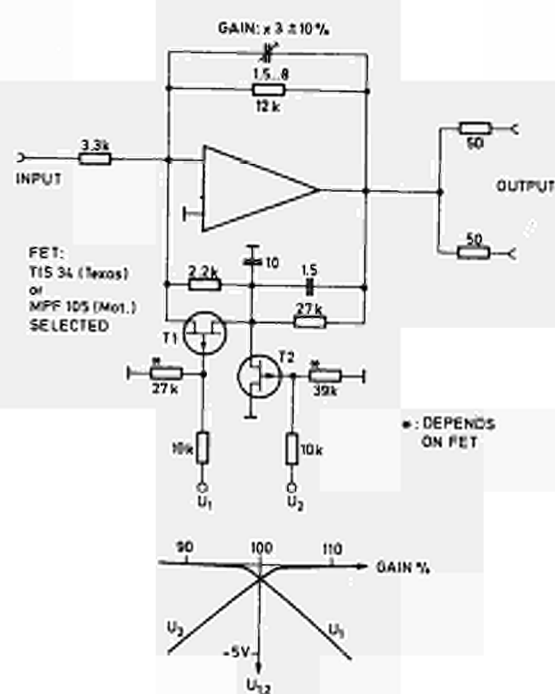 GAIN: x 3 ± 10 %
1.5..8
12 k
3.3k
INPUT
50
OUTPUT
50
FET:
TIS 34 (Texas)
or
MPF 105 (Mot.)
SELECTED
10
2.2k
1.5
27 k
T1
T2
*
27k
*
39k
*: DEPENDS
ON FET
10k
10k
U1
U2
90
100
110
GAIN %
U2
U1
-5V
U1,2